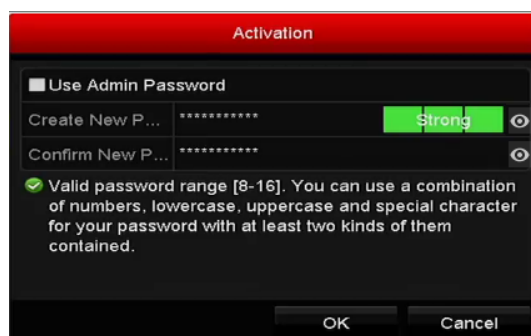 Activation
Use Admin Password
Create New P... *********** Strong
Confirm New P... ***********
Valid password range [8-16]. You can use a combination
of numbers, lowercase, uppercase and special character
for your password with at least two kinds of them
contained.
OK Cancel